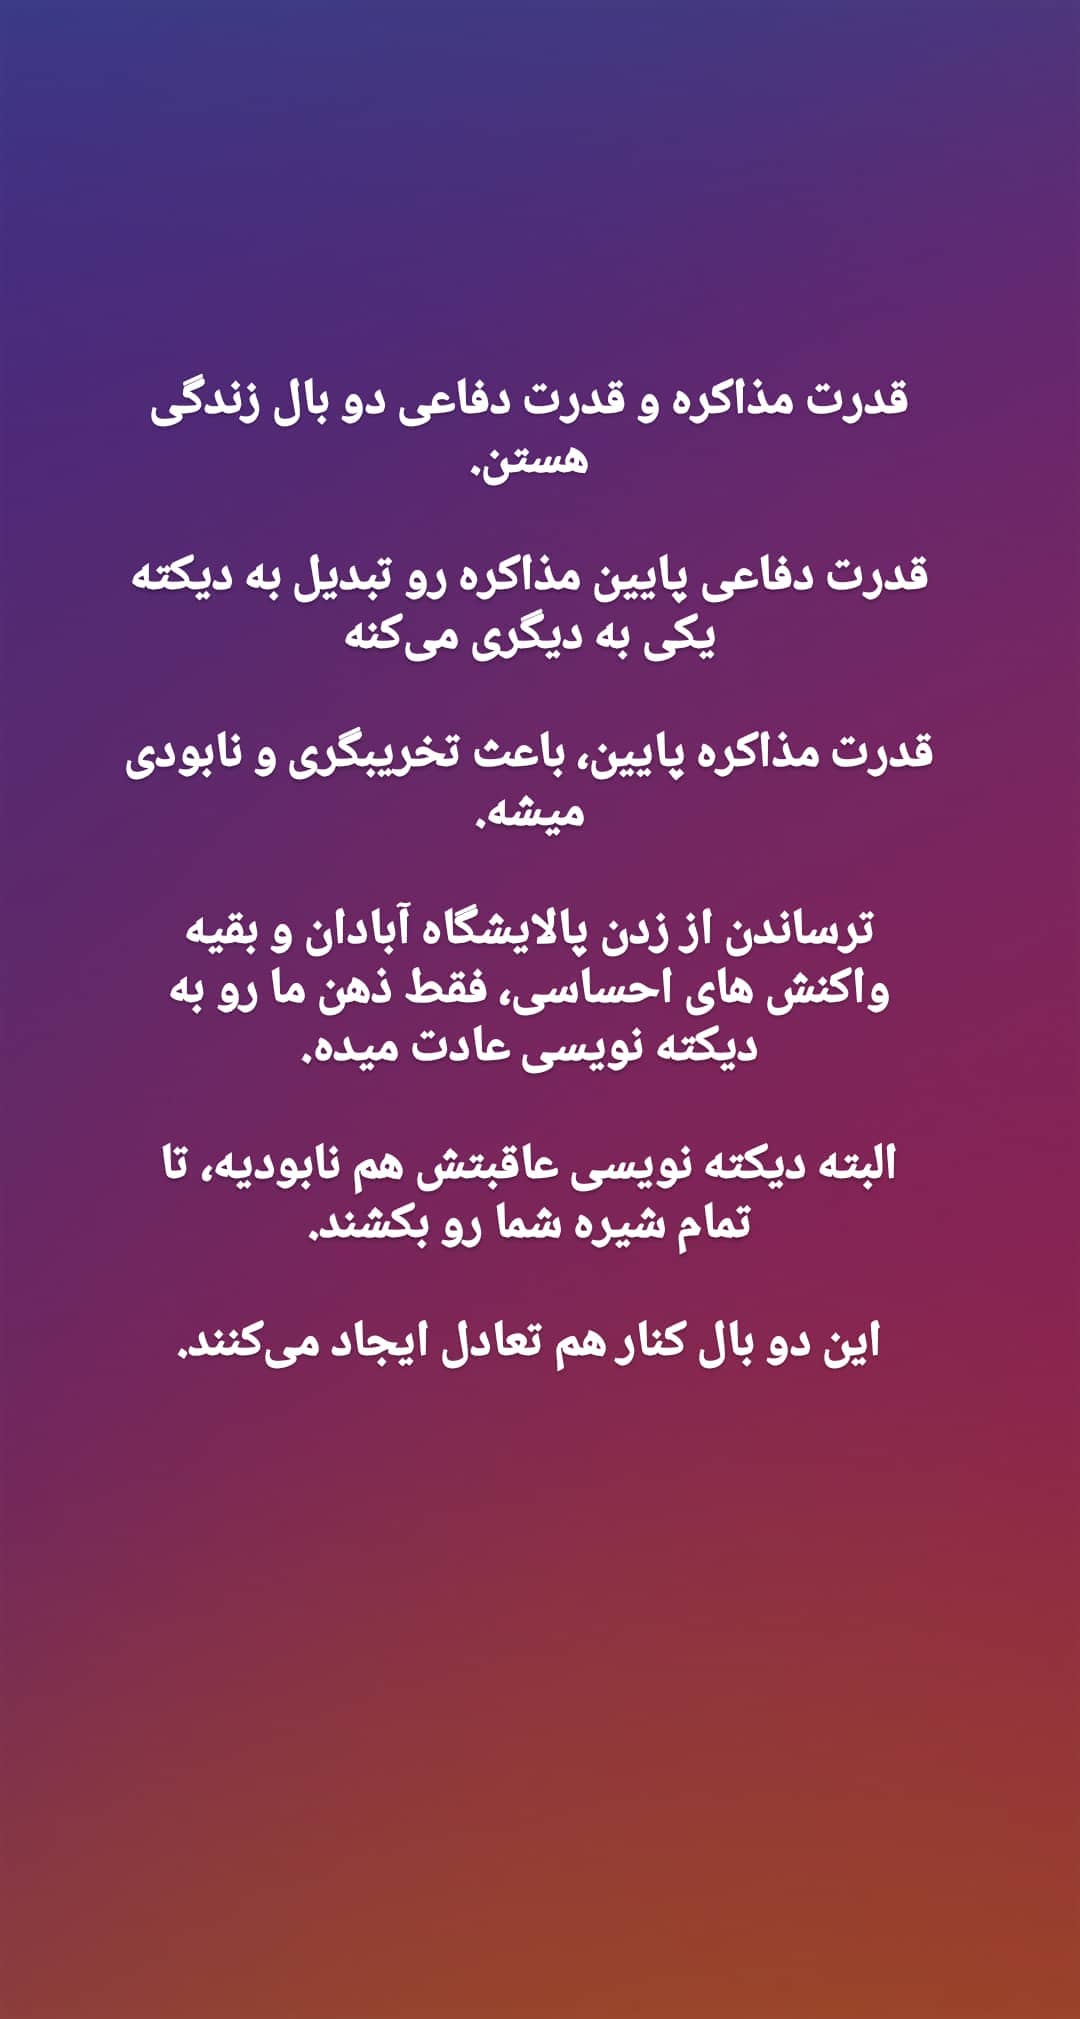 قدرت مذاکره و قدرت دفاعی دو بال زندگی
هستن.
قدرت دفاعی پایین مذاکره رو تبدیل به دیکته
یکی به دیگری می‌کنه
قدرت مذاکره پایین، باعث تخریبگری و نابودی
میشه.
ترساندن از زدن پالایشگاه آبادان و بقیه
واکنش های احساسی، فقط ذهن ما رو به
دیکته نویسی عادت میده.
البته دیکته نویسی عاقبتش هم نابودیه، تا
تمام شیره شما رو بکشند.
این دو بال کنار هم تعادل ایجاد می‌کنند.